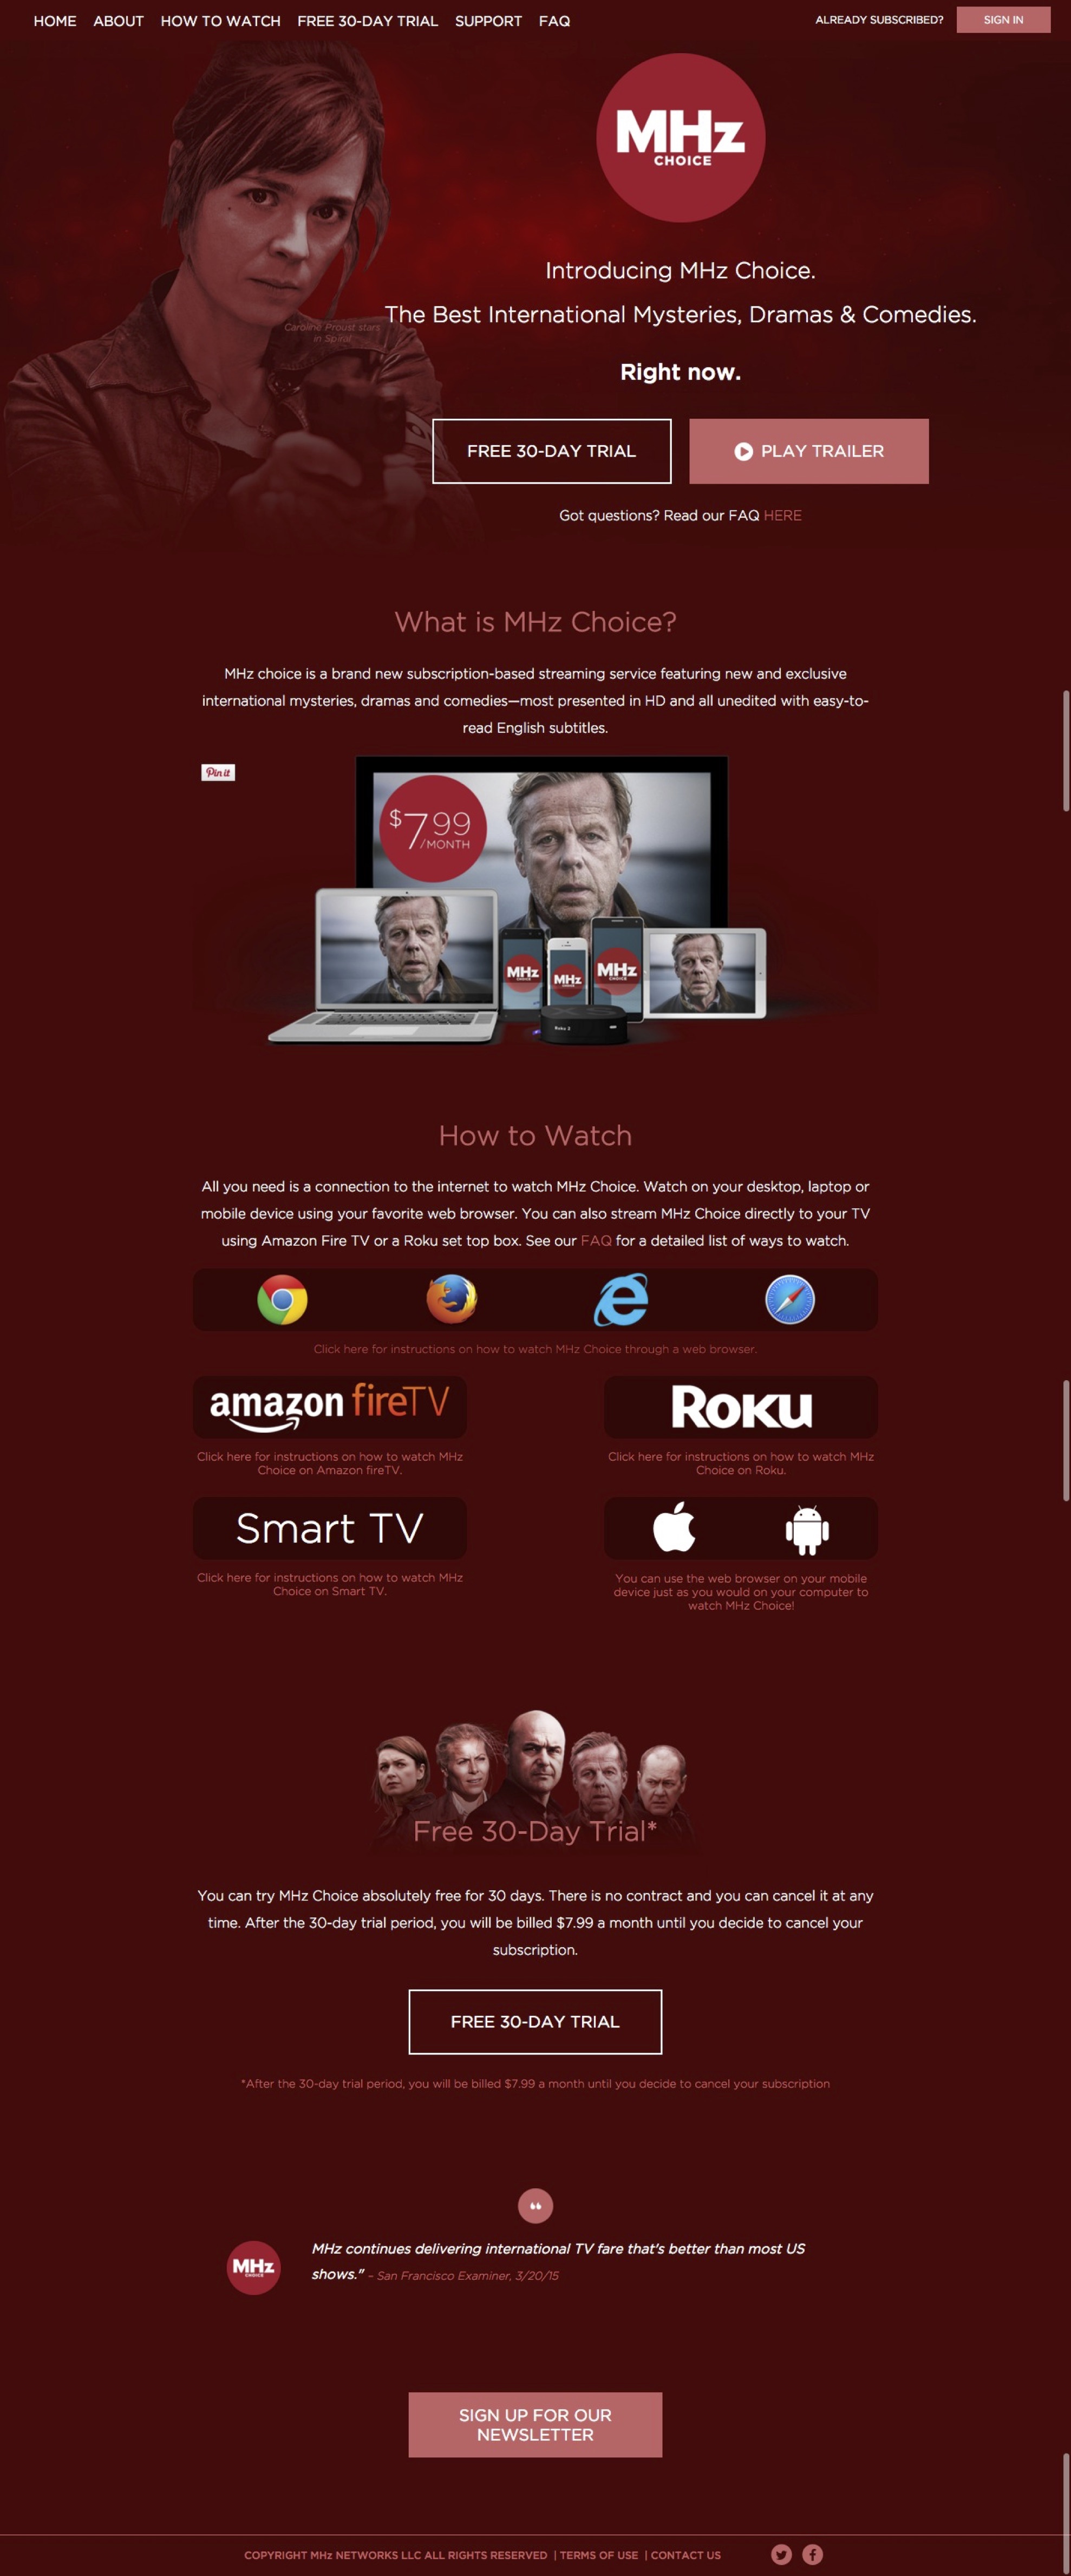 HOME ABOUT HOW TO WATCH FREE 30-DAY TRIAL SUPPORT FAQ ALREADY SUBSCRIBED? SIGN IN
MHz
CHOICE
Introducing MHz Choice.
The Best International Mysteries, Dramas & Comedies.
Caroline Proust stars
in Spiral
Right now.
FREE 30-DAY TRIAL PLAY TRAILER
Got questions? Read our FAQ HERE
What is MHz Choice?
MHz choice is a brand new subscription-based streaming service featuring new and exclusive
international mysteries, dramas and comedies—most presented in HD and all unedited with easy-to-
read English subtitles.
Pin it
$7.99
/MONTH
MHz
CHOICE
MHz
CHOICE
MHz
CHOICE
Roku 2
How to Watch
All you need is a connection to the internet to watch MHz Choice. Watch on your desktop, laptop or
mobile device using your favorite web browser. You can also stream MHz Choice directly to your TV
using Amazon Fire TV or a Roku set top box. See our FAQ for a detailed list of ways to watch.
Click here for instructions on how to watch MHz Choice through a web browser.
amazon fireTV
Click here for instructions on how to watch MHz
Choice on Amazon fireTV.
ROKU
Click here for instructions on how to watch MHz
Choice on Roku.
Smart TV
Click here for instructions on how to watch MHz
Choice on Smart TV.
You can use the web browser on your mobile
device just as you would on your computer to
watch MHz Choice!
Free 30-Day Trial*
You can try MHz Choice absolutely free for 30 days. There is no contract and you can cancel it at any
time. After the 30-day trial period, you will be billed $7.99 a month until you decide to cancel your
subscription.
FREE 30-DAY TRIAL
*After the 30-day trial period, you will be billed $7.99 a month until you decide to cancel your subscription
“
MHz
CHOICE
MHz continues delivering international TV fare that's better than most US
shows." – San Francisco Examiner, 3/20/15
SIGN UP FOR OUR
NEWSLETTER
COPYRIGHT MHz NETWORKS LLC ALL RIGHTS RESERVED | TERMS OF USE | CONTACT US